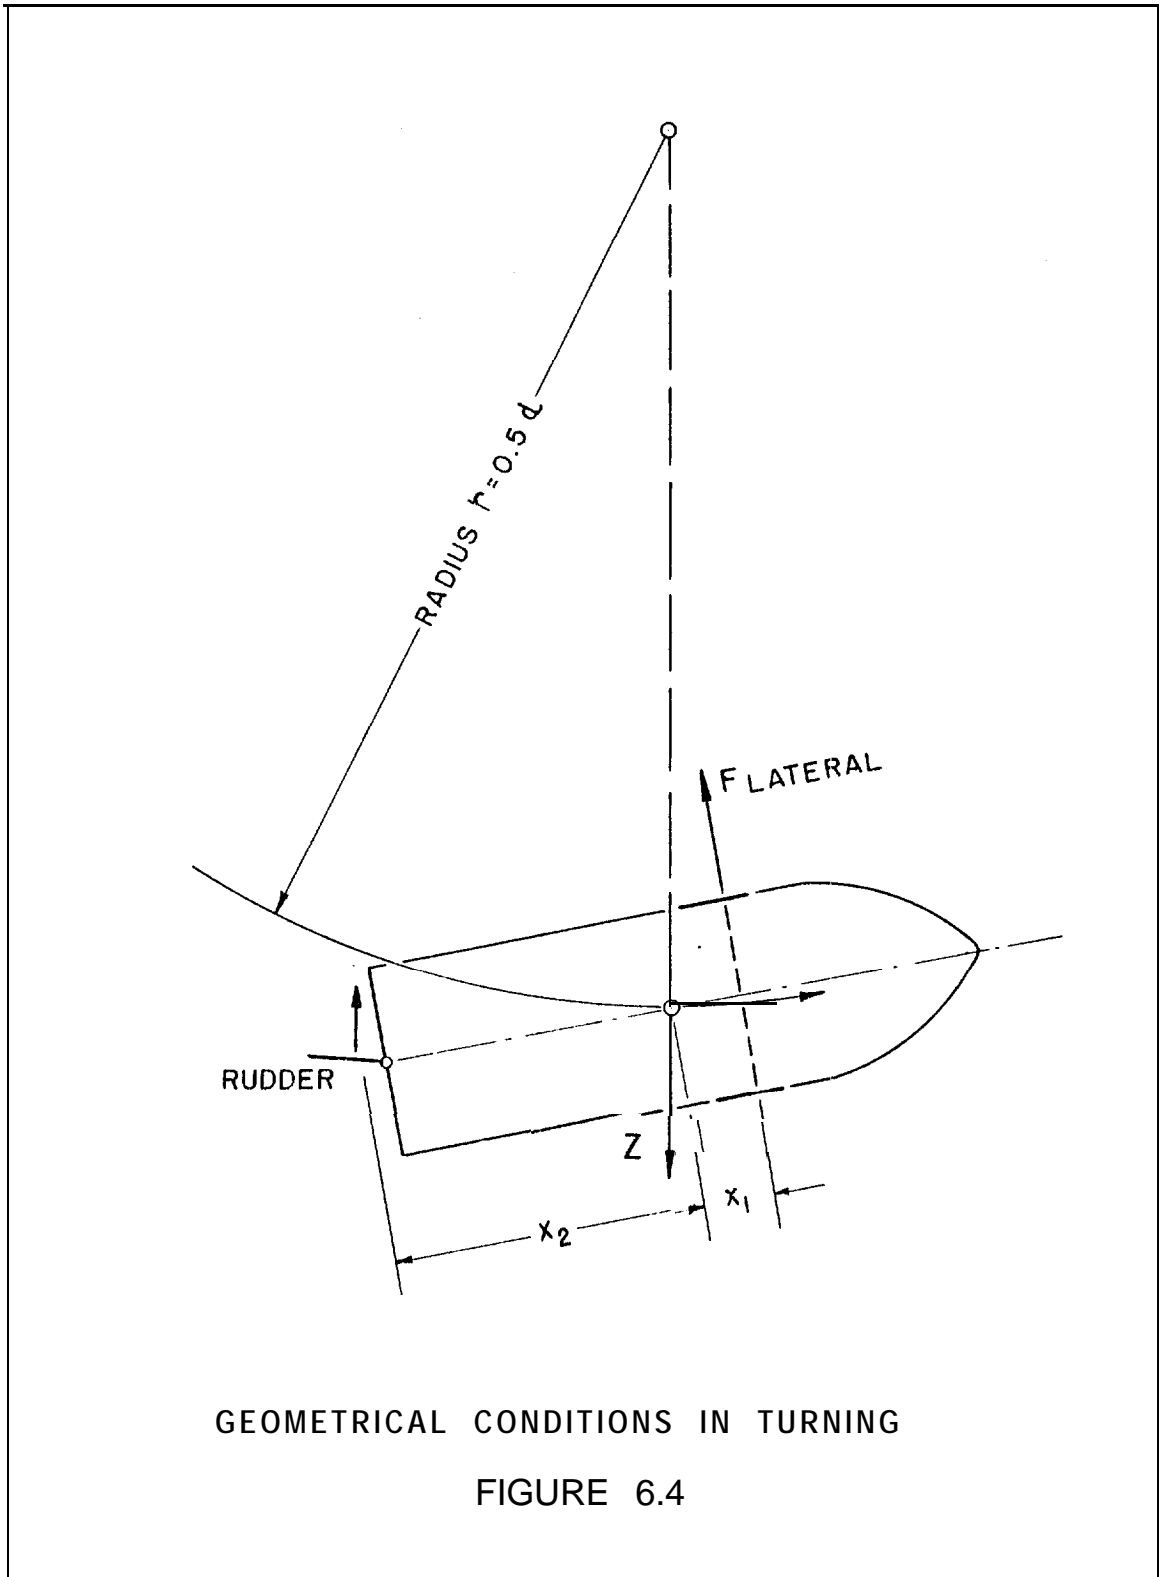 RADIUS r=0.5 d
F LATERAL
RUDDER
Z
X1
X2
GEOMETRICAL CONDITIONS IN TURNING
FIGURE 6.4